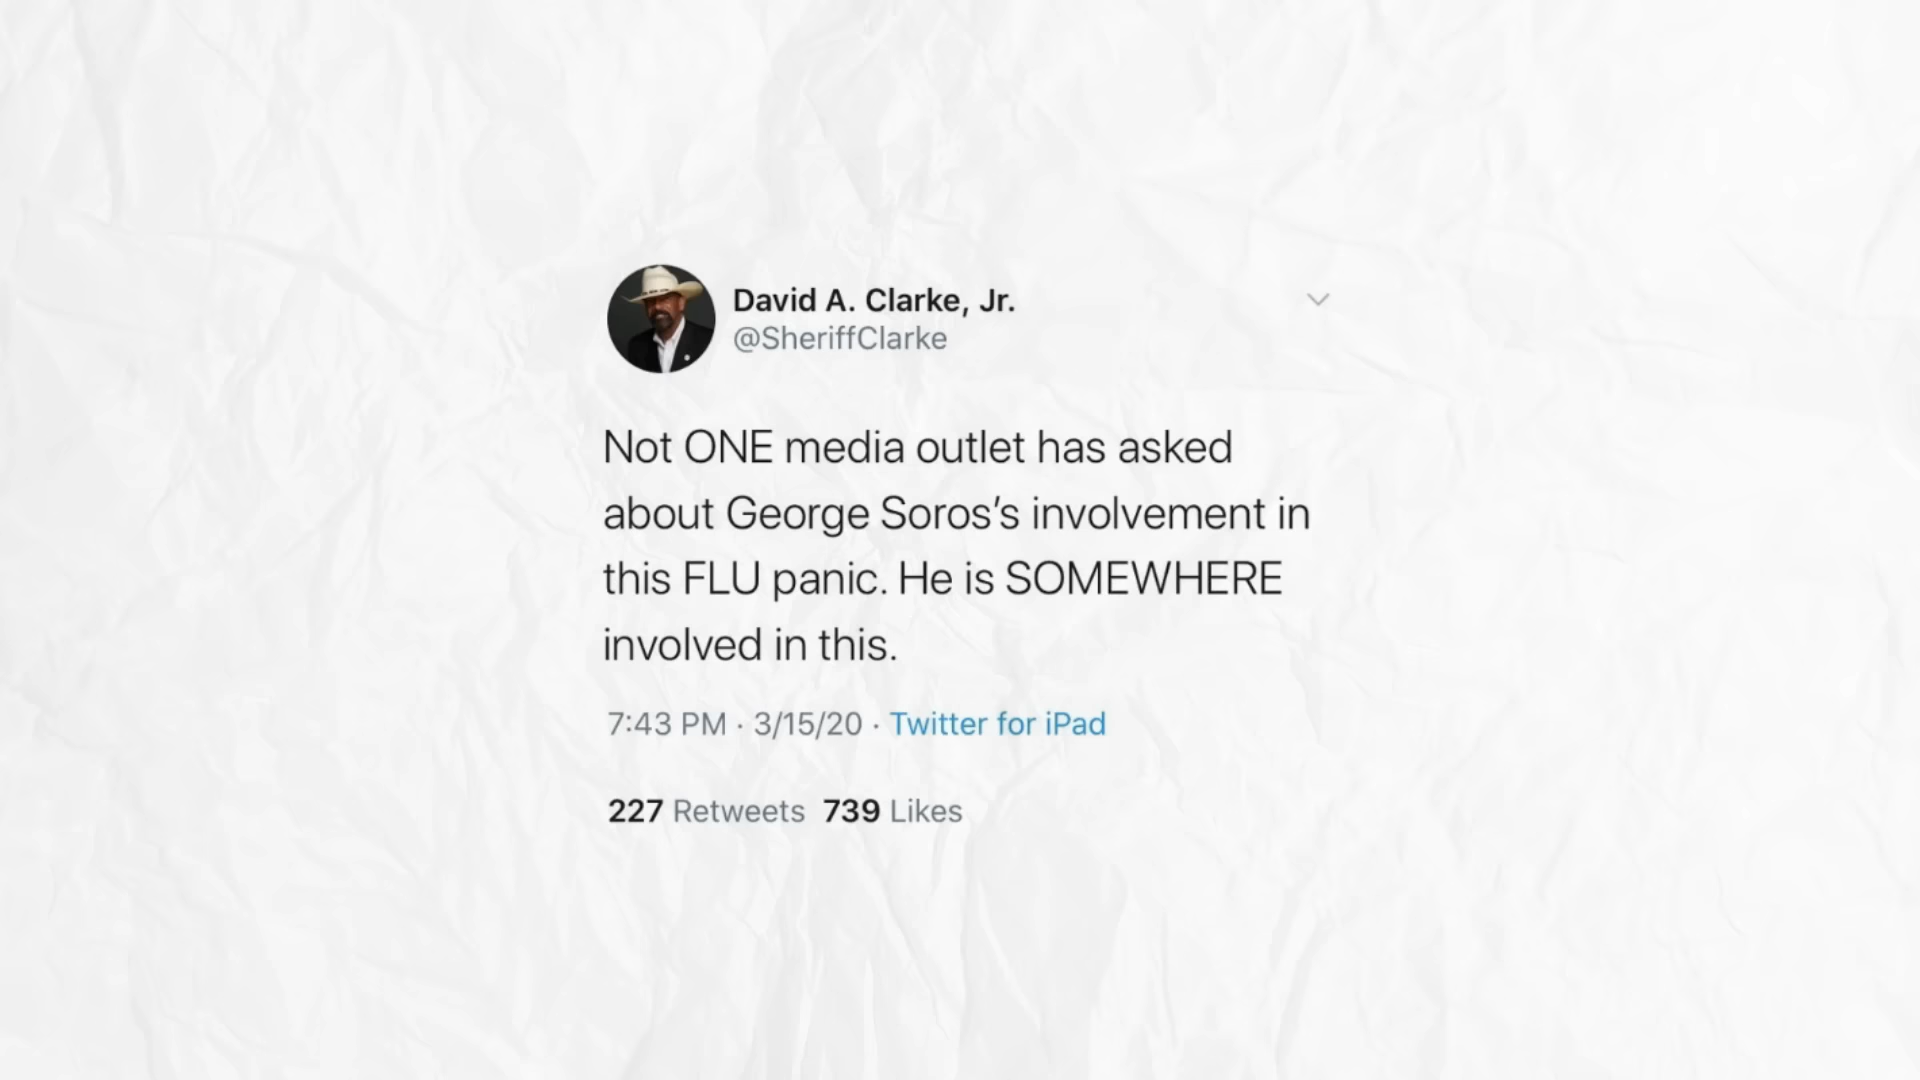 David A. Clarke, Jr.
@SheriffClarke
Not ONE media outlet has asked
about George Soros’s involvement in
this FLU panic. He is SOMEWHERE
involved in this.
7:43 PM · 3/15/20 · Twitter for iPad
227 Retweets 739 Likes